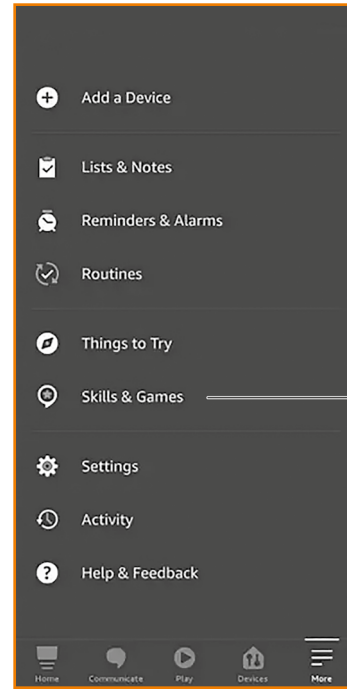 Add a Device
Lists & Notes
Reminders & Alarms
Routines
Things to Try
Skills & Games
Settings
Activity
? Help & Feedback
Home Communicate Play Devices More